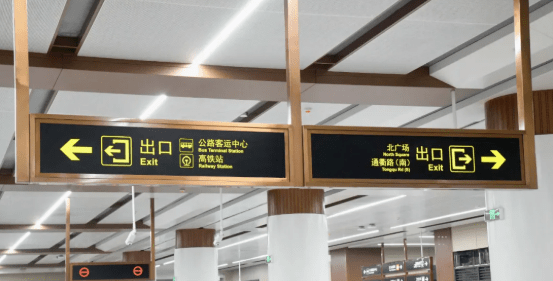 出口
Exit
公路客运中心
Bus Terminal Station
高铁站
Railway Station
北广场
North Square
通衢路(南)
Tongqu Rd (S)
出口
Exit